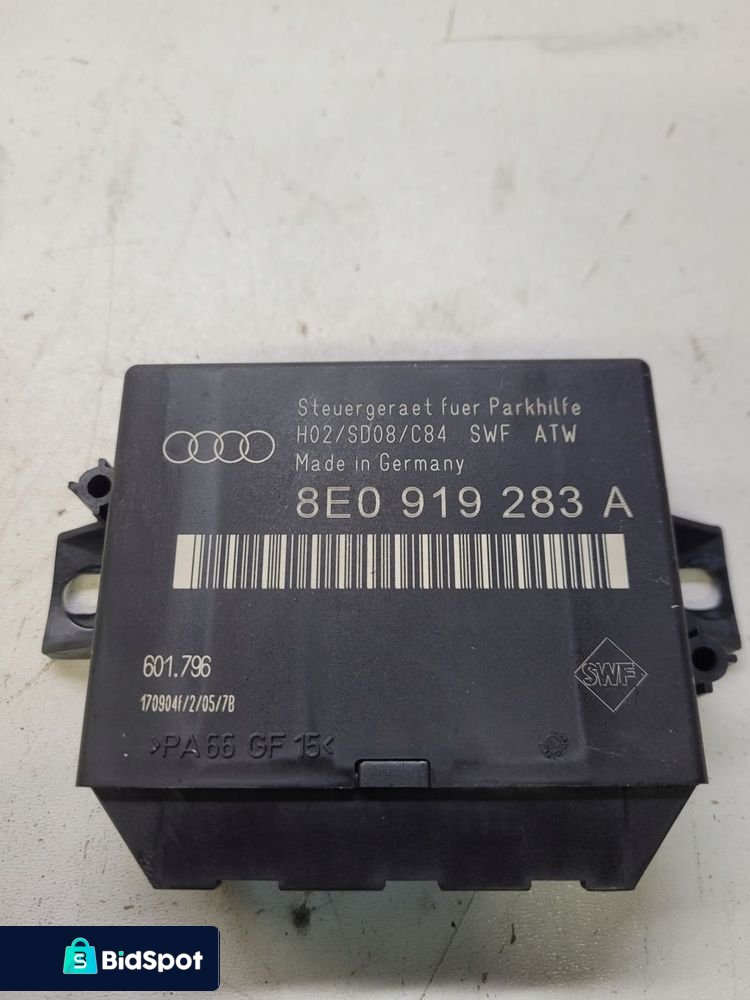 Steuergeraet fuer Parkhilfe
H02/SD08/C84 SWF ATW
Made in Germany
8E0 919 283 A
601.796
170904f/2/05/7B
SWF
>PA66 GF 15<
BidSpot